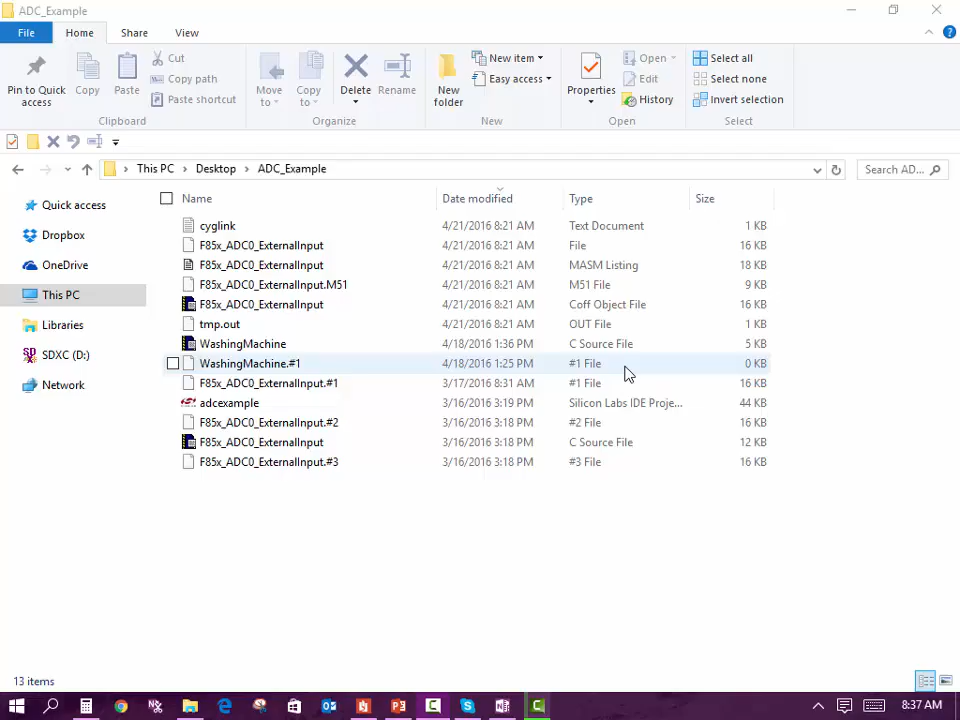 ADC_Example
File Home Share View
Pin to Quick access
Copy
Paste
Cut
Copy path
Paste shortcut
Clipboard
Move to
Copy to
Delete
Rename
Organize
New folder
New item
Easy access
New
Properties
Open
Edit
History
Open
Select all
Select none
Invert selection
Select
This PC Desktop ADC_Example
Search AD...
Quick access
Dropbox
OneDrive
This PC
Libraries
SDXC (D:)
Network
Name Date modified Type Size
cyglink 4/21/2016 8:21 AM Text Document 1 KB
F85x_ADC0_ExternalInput 4/21/2016 8:21 AM File 16 KB
F85x_ADC0_ExternalInput 4/21/2016 8:21 AM MASM Listing 18 KB
F85x_ADC0_ExternalInput.M51 4/21/2016 8:21 AM M51 File 9 KB
F85x_ADC0_ExternalInput 4/21/2016 8:21 AM Coff Object File 16 KB
tmp.out 4/21/2016 8:21 AM OUT File 1 KB
WashingMachine 4/18/2016 1:36 PM C Source File 5 KB
WashingMachine.#1 4/18/2016 1:25 PM #1 File 0 KB
F85x_ADC0_ExternalInput.#1 3/17/2016 8:31 AM #1 File 16 KB
adcexample 3/16/2016 3:19 PM Silicon Labs IDE Proje... 44 KB
F85x_ADC0_ExternalInput.#2 3/16/2016 3:18 PM #2 File 16 KB
F85x_ADC0_ExternalInput 3/16/2016 3:18 PM C Source File 12 KB
F85x_ADC0_ExternalInput.#3 3/16/2016 3:18 PM #3 File 16 KB
13 items
8:37 AM